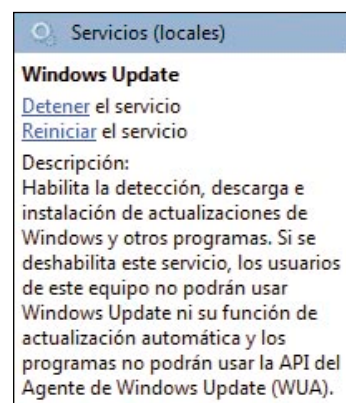 Servicios (locales)
Windows Update
Detener el servicio
Reiniciar el servicio
Descripción:
Habilita la detección, descarga e
instalación de actualizaciones de
Windows y otros programas. Si se
deshabilita este servicio, los usuarios
de este equipo no podrán usar
Windows Update ni su función de
actualización automática y los
programas no podrán usar la API del
Agente de Windows Update (WUA).